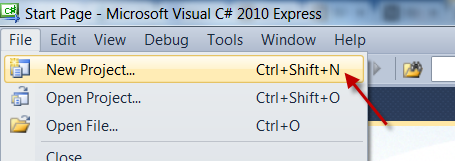 C# Start Page - Microsoft Visual C# 2010 Express
File Edit View Debug Tools Window Help
New Project... Ctrl+Shift+N
Open Project... Ctrl+Shift+O
Open File... Ctrl+O
Close